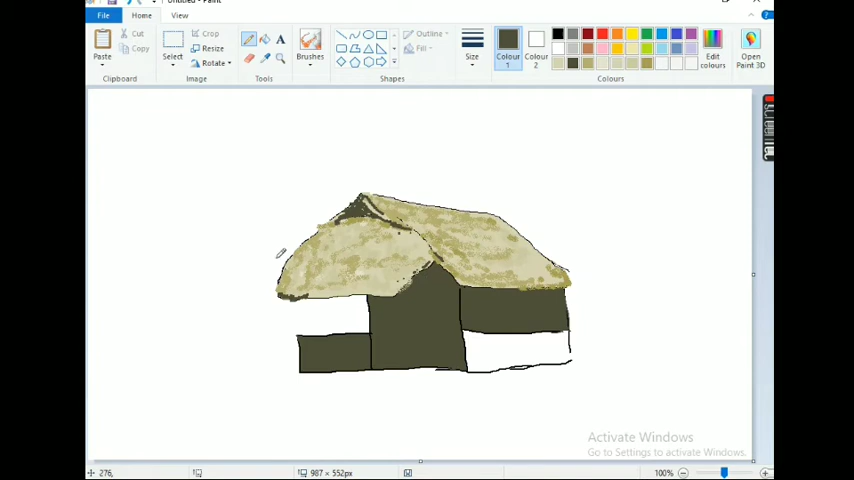 Untitled - Paint
File Home View
Paste
Cut
Copy
Clipboard
Select
Crop
Resize
Rotate
Image
A
Tools
Brushes
Outline
Fill
Shapes
Size
Colour
1
Colour
2
Edit
colours
Colours
Open
Paint 3D
Activate Windows
Go to Settings to activate Windows.
276,
987 × 552px
100%